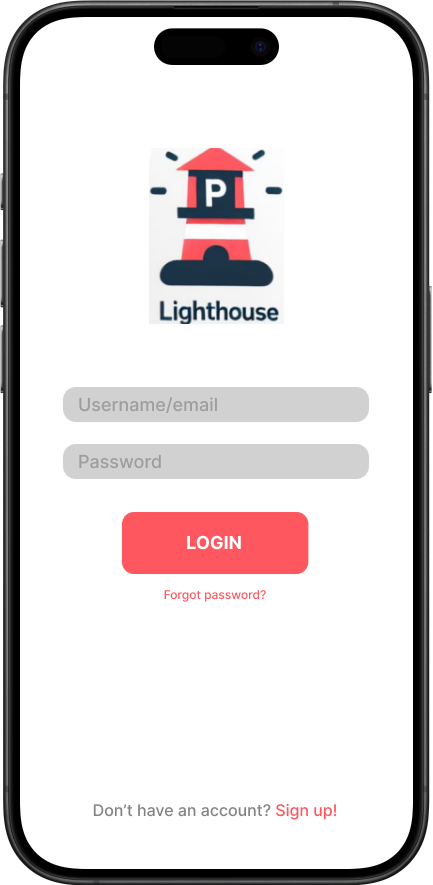 P
Lighthouse
Username/email
Password
LOGIN
Forgot password?
Don’t have an account? Sign up!